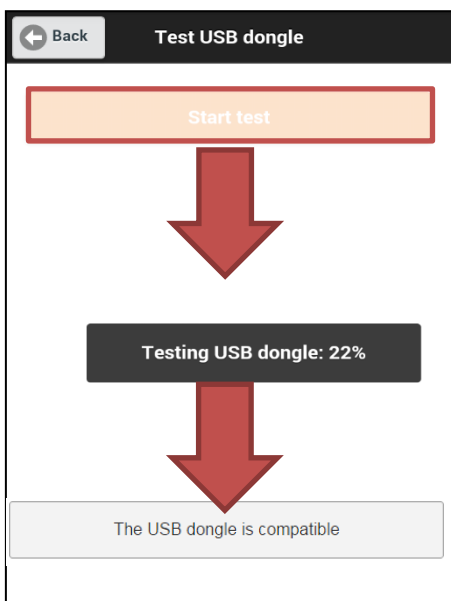 Back
Test USB dongle
Start test
Testing USB dongle: 22%
The USB dongle is compatible